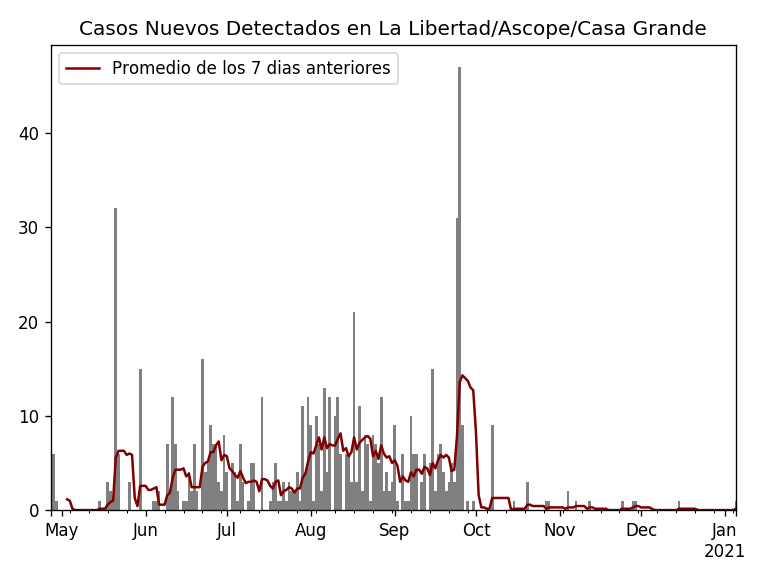 Casos Nuevos Detectados en La Libertad/Ascope/Casa Grande
Promedio de los 7 dias anteriores
40
30
20
10
0
May Jun Jul Aug Sep Oct Nov Dec Jan
2021